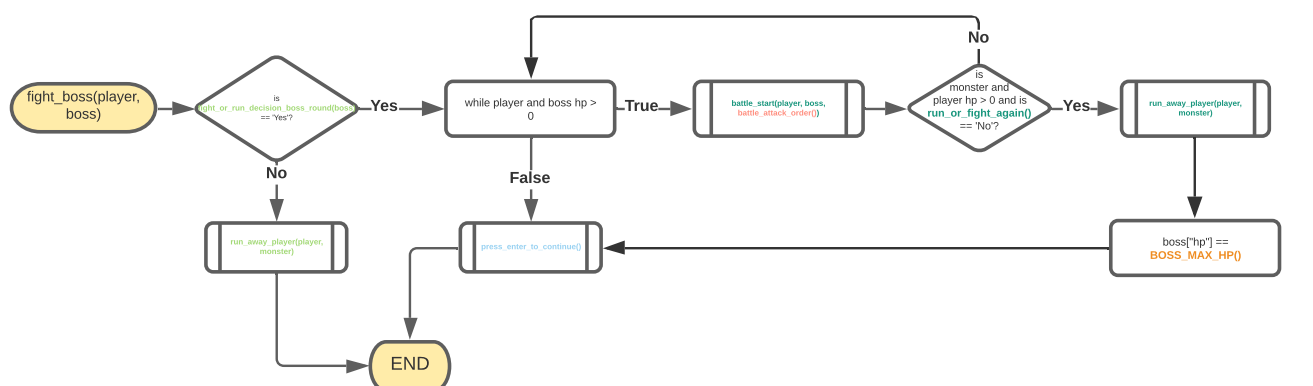 fight_boss(player,
boss)
is
fight_or_run_decision_boss_round(boss)
== 'Yes'?
Yes
No
while player and boss hp >
0
True
False
battle_start(player, boss,
battle_attack_order())
is
monster and
player hp > 0 and is
run_or_fight_again()
== 'No'?
No
Yes
run_away_player(player,
monster)
run_away_player(player,
monster)
press_enter_to_continue()
boss["hp"] ==
BOSS_MAX_HP()
END